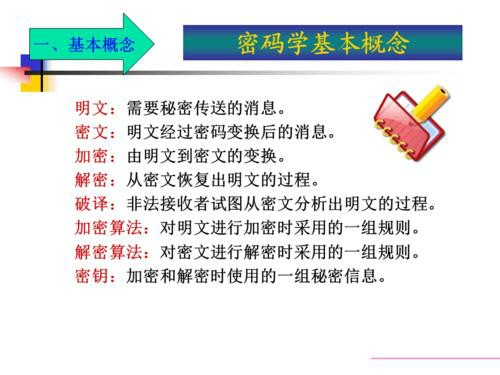 一、基本概念
密码学基本概念
明文：需要秘密传送的消息。
密文：明文经过密码变换后的消息。
加密：由明文到密文的变换。
解密：从密文恢复出明文的过程。
破译：非法接收者试图从密文分析出明文的过程。
加密算法：对明文进行加密时采用的一组规则。
解密算法：对密文进行解密时采用的一组规则。
密钥：加密和解密时使用的一组秘密信息。